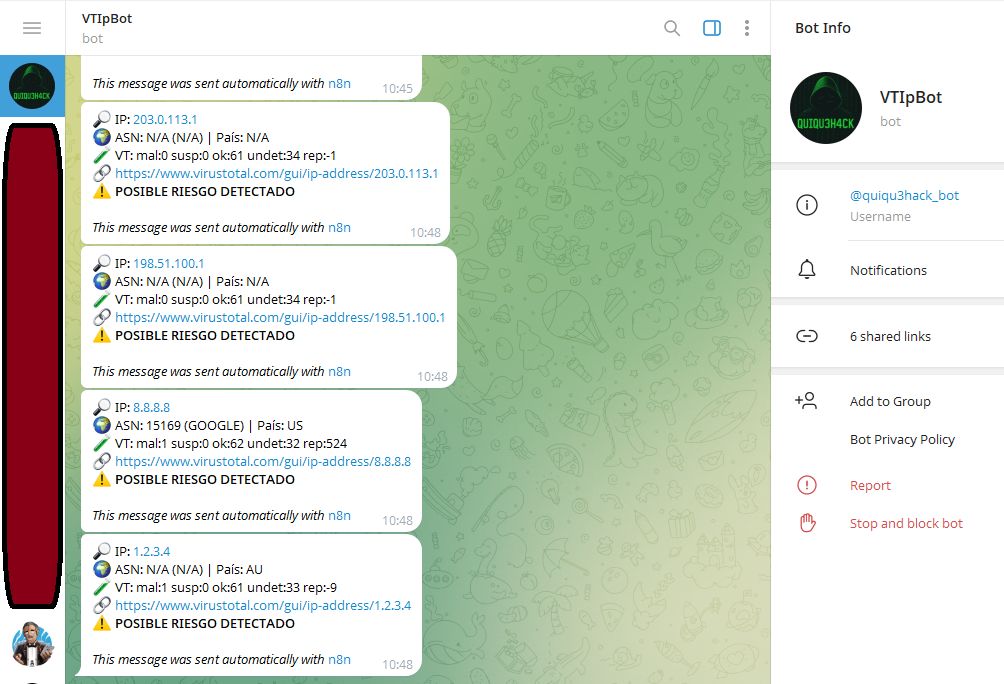 VTIpBot
bot
This message was sent automatically with n8n
10:45
IP: 203.0.113.1
ASN: N/A (N/A) | País: N/A
VT: mal:0 susp:0 ok:61 undet:34 rep:-1
https://www.virustotal.com/gui/ip-address/203.0.113.1
POSIBLE RIESGO DETECTADO
This message was sent automatically with n8n
10:48
IP: 198.51.100.1
ASN: N/A (N/A) | País: N/A
VT: mal:0 susp:0 ok:61 undet:34 rep:-1
https://www.virustotal.com/gui/ip-address/198.51.100.1
POSIBLE RIESGO DETECTADO
This message was sent automatically with n8n
10:48
IP: 8.8.8.8
ASN: 15169 (GOOGLE) | País: US
VT: mal:1 susp:0 ok:62 undet:32 rep:524
https://www.virustotal.com/gui/ip-address/8.8.8.8
POSIBLE RIESGO DETECTADO
This message was sent automatically with n8n
10:48
IP: 1.2.3.4
ASN: N/A (N/A) | País: AU
VT: mal:1 susp:0 ok:61 undet:33 rep:-9
https://www.virustotal.com/gui/ip-address/1.2.3.4
POSIBLE RIESGO DETECTADO
This message was sent automatically with n8n
10:48
QUIQU3H4CK
Bot Info
QUIQU3H4CK
VTIpBot
bot
@quiqu3hack_bot
Username
Notifications
6 shared links
Add to Group
Bot Privacy Policy
Report
Stop and block bot